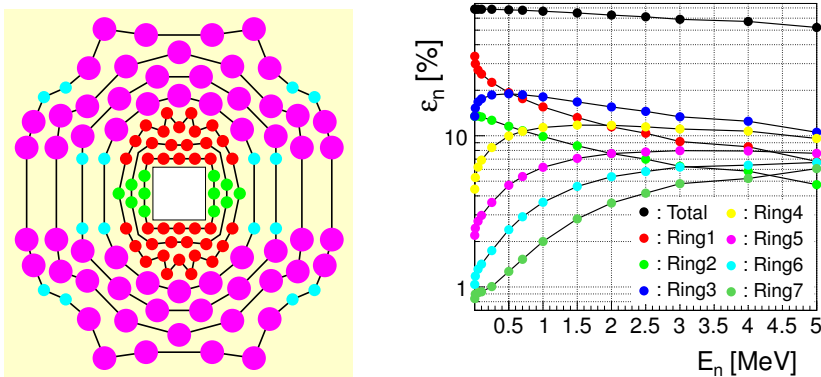 ε_n [%]
10
1
: Total
: Ring4
: Ring1
: Ring5
: Ring2
: Ring6
: Ring3
: Ring7
0.5 1 1.5 2 2.5 3 3.5 4 4.5 5
E_n [MeV]